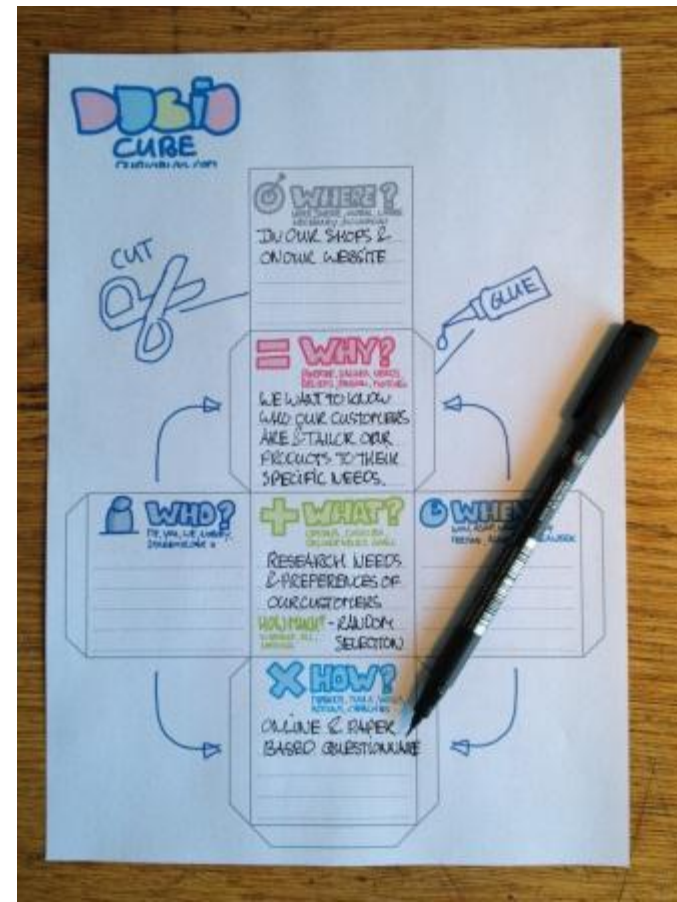 CUBE
WHERE?
IN OUR SHOPS &
ON OUR WEBSITE
CUT
GLUE
WHY?
WE WANT TO KNOW
WHO OUR CUSTOMERS
ARE & TAILOR OUR
PRODUCTS TO THEIR
SPECIFIC NEEDS.
WHO?
WHAT?
RESEARCH NEEDS
& PREFERENCES OF
OUR CUSTOMERS
HOW MUCH? - RANDOM
SELECTION
WHE
HOW?
ONLINE & PAPER
BASED QUESTIONNAIRE